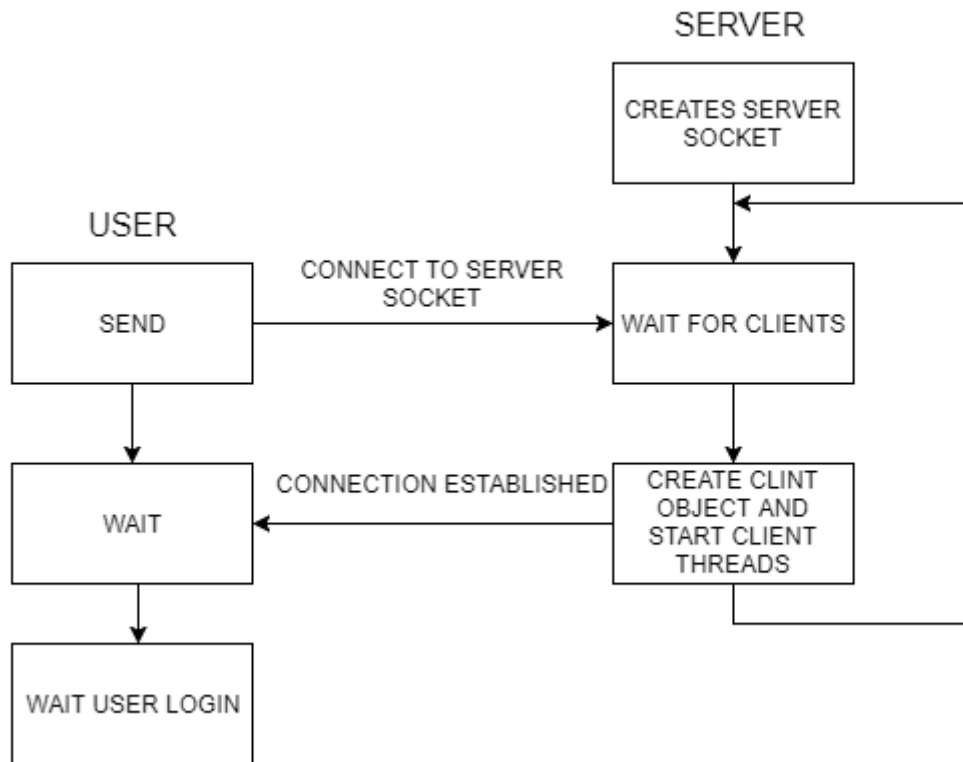 SERVER
CREATES SERVER
SOCKET
USER
CONNECT TO SERVER
SOCKET
SEND
WAIT FOR CLIENTS
CONNECTION ESTABLISHED
WAIT
CREATE CLINT
OBJECT AND
START CLIENT
THREADS
WAIT USER LOGIN